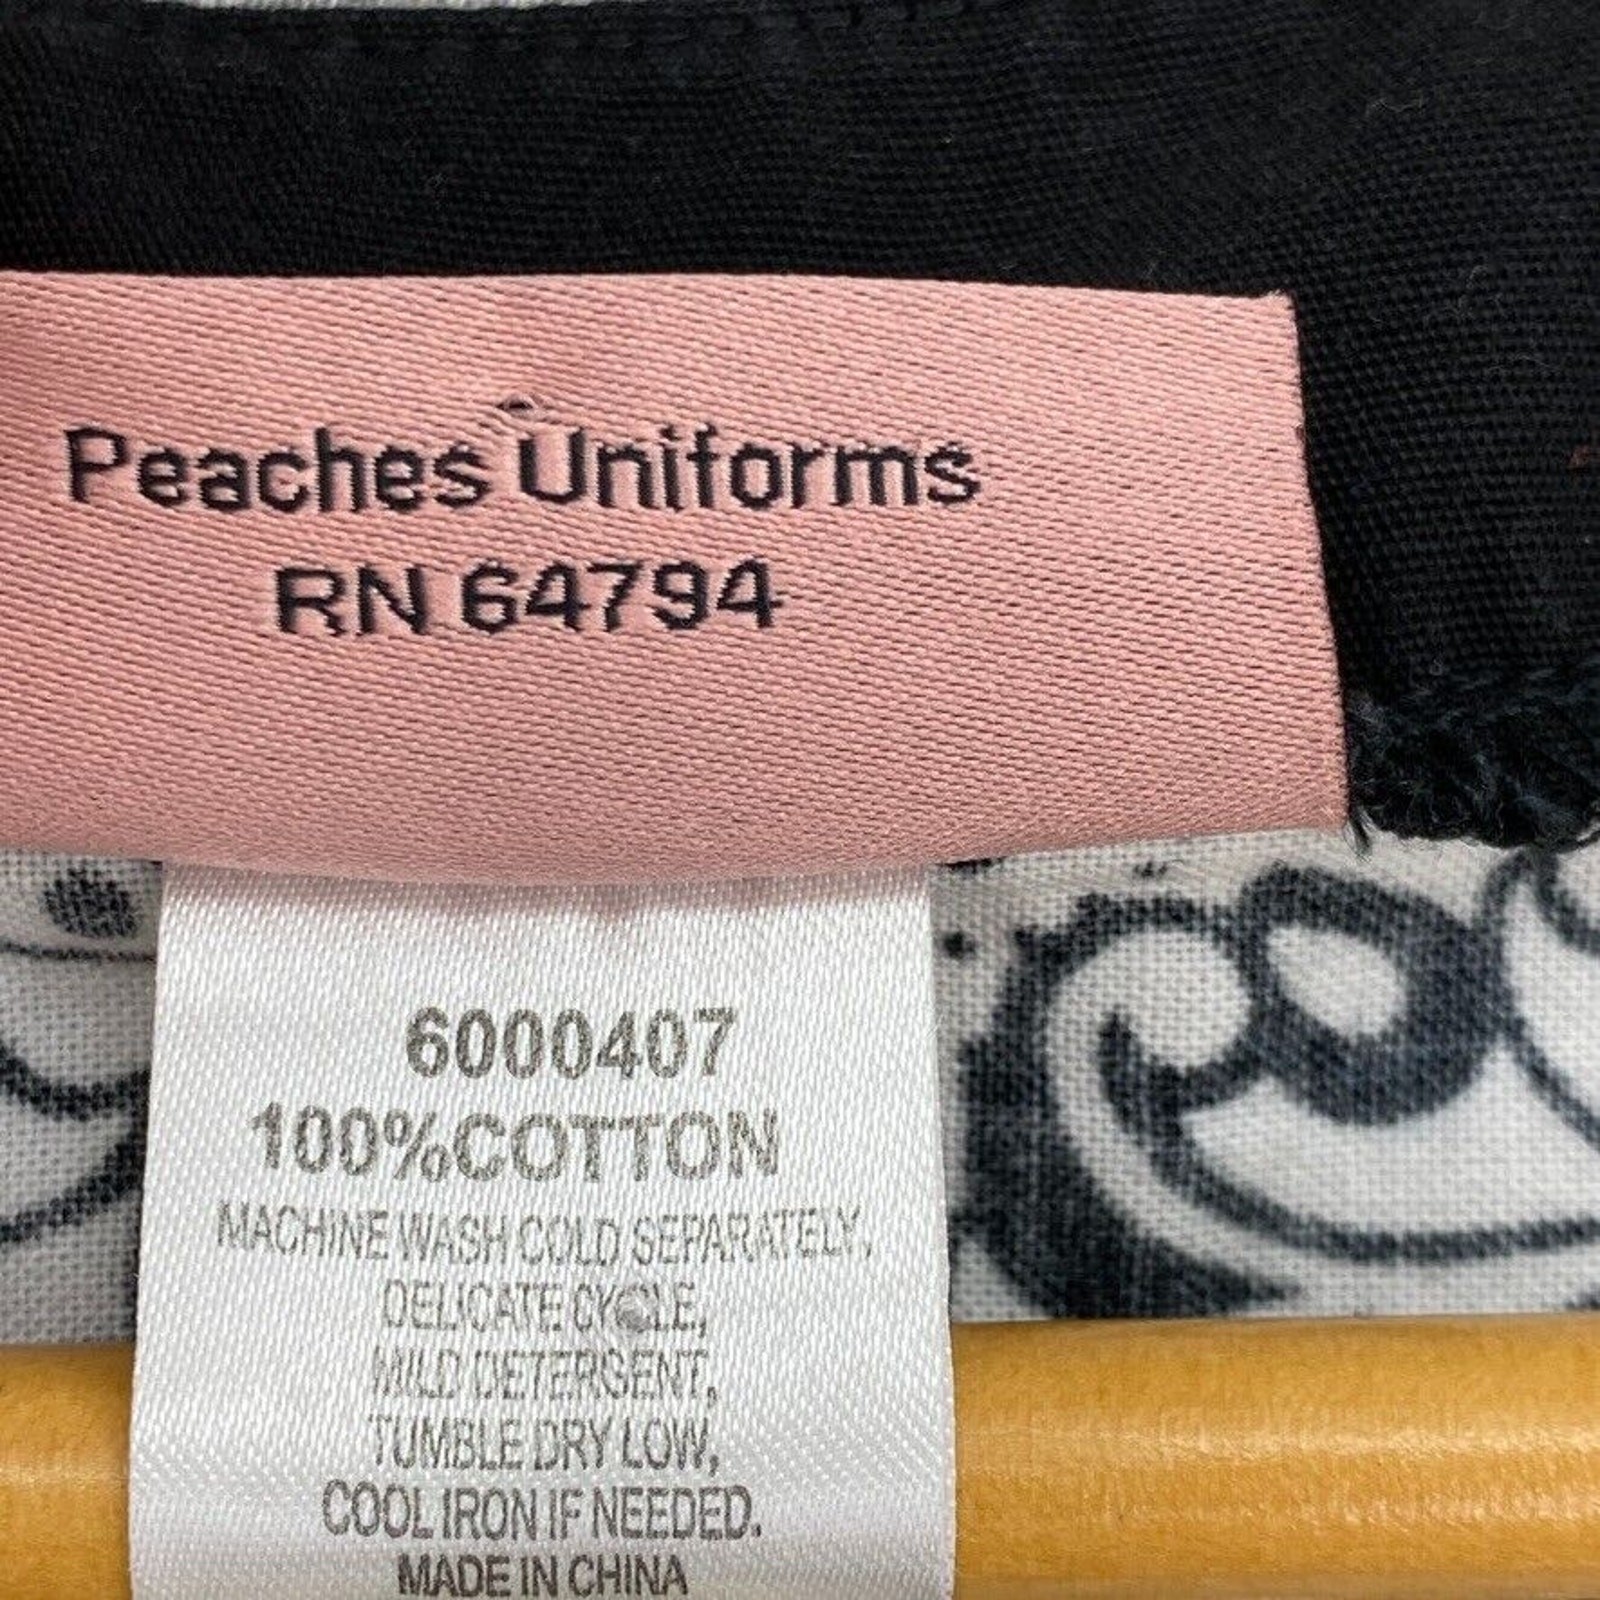 Peaches Uniforms
RN 64794
6000407
100%COTTON
MACHINE WASH COLD SEPARATELY,
DELICATE CYCLE,
MILD DETERGENT,
TUMBLE DRY LOW,
COOL IRON IF NEEDED.
MADE IN CHINA